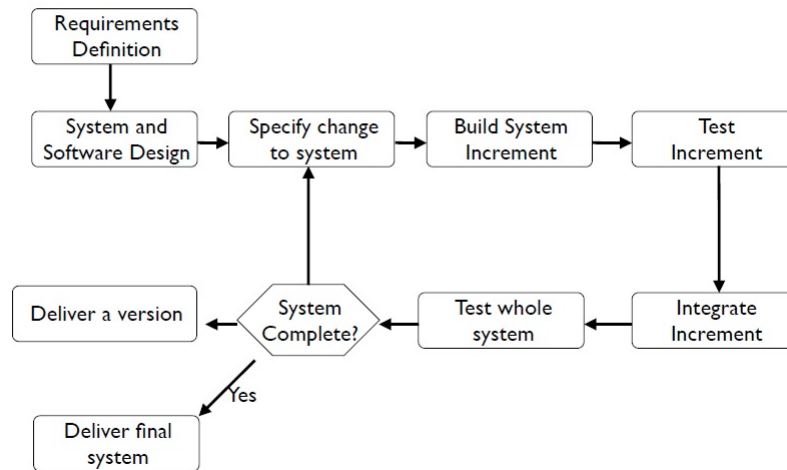 Requirements
Definition
System and
Software Design
Specify change
to system
Build System
Increment
Test
Increment
Deliver a version
System
Complete?
Test whole
system
Integrate
Increment
Yes
Deliver final
system